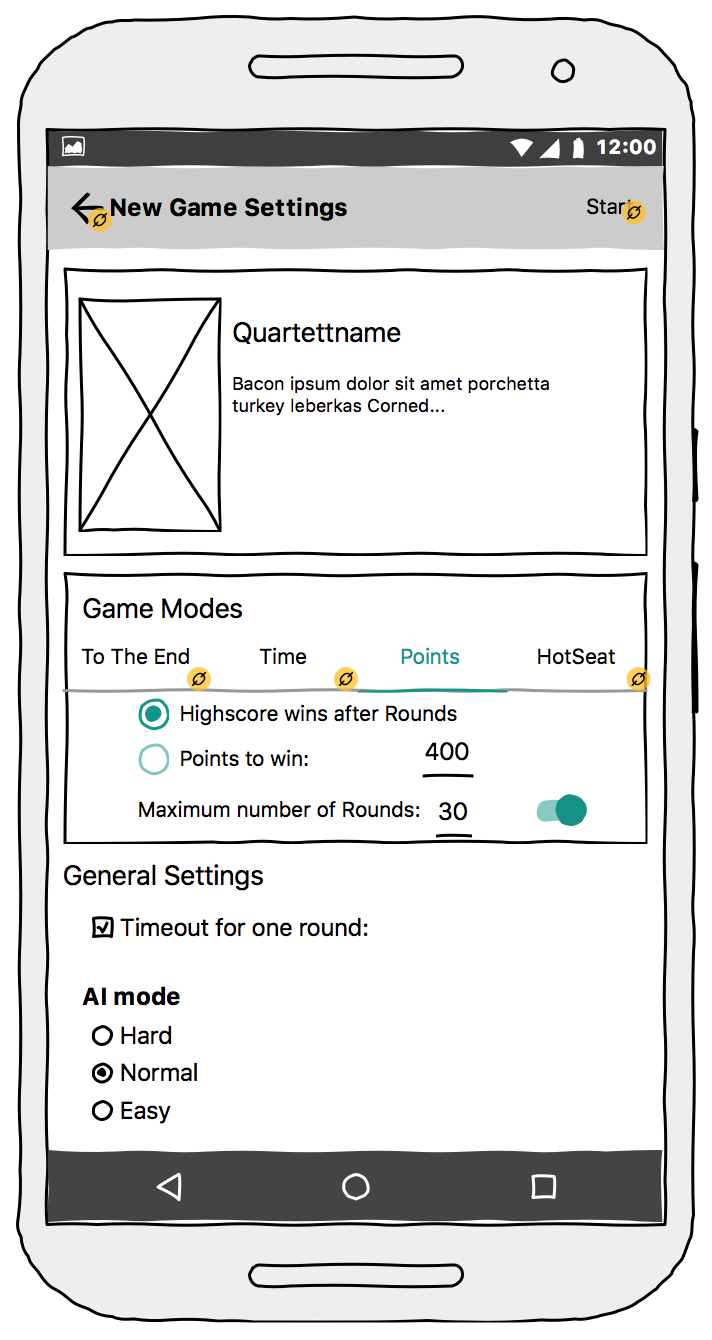 12:00
New Game Settings Start
Quartettname
Bacon ipsum dolor sit amet porchetta
turkey leberkas Corned...
Game Modes
To The End Time Points HotSeat
Highscore wins after Rounds
Points to win: 400
Maximum number of Rounds: 30
General Settings
Timeout for one round:
AI mode
Hard
Normal
Easy